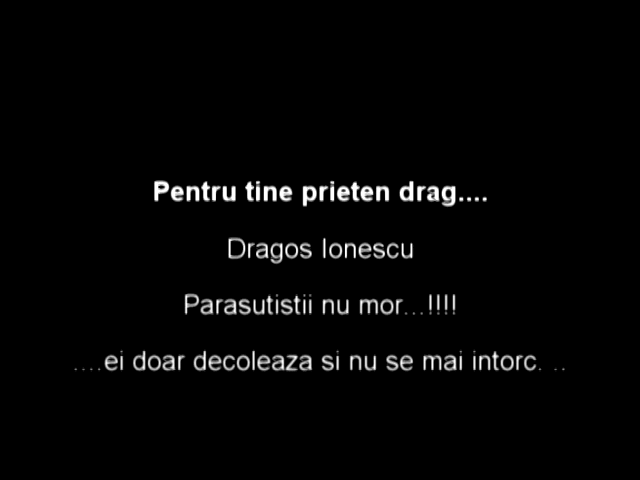 Pentru tine prieten drag....
Dragos Ionescu
Parasutistii nu mor...!!!!
....ei doar decoleaza si nu se mai intorc. ..